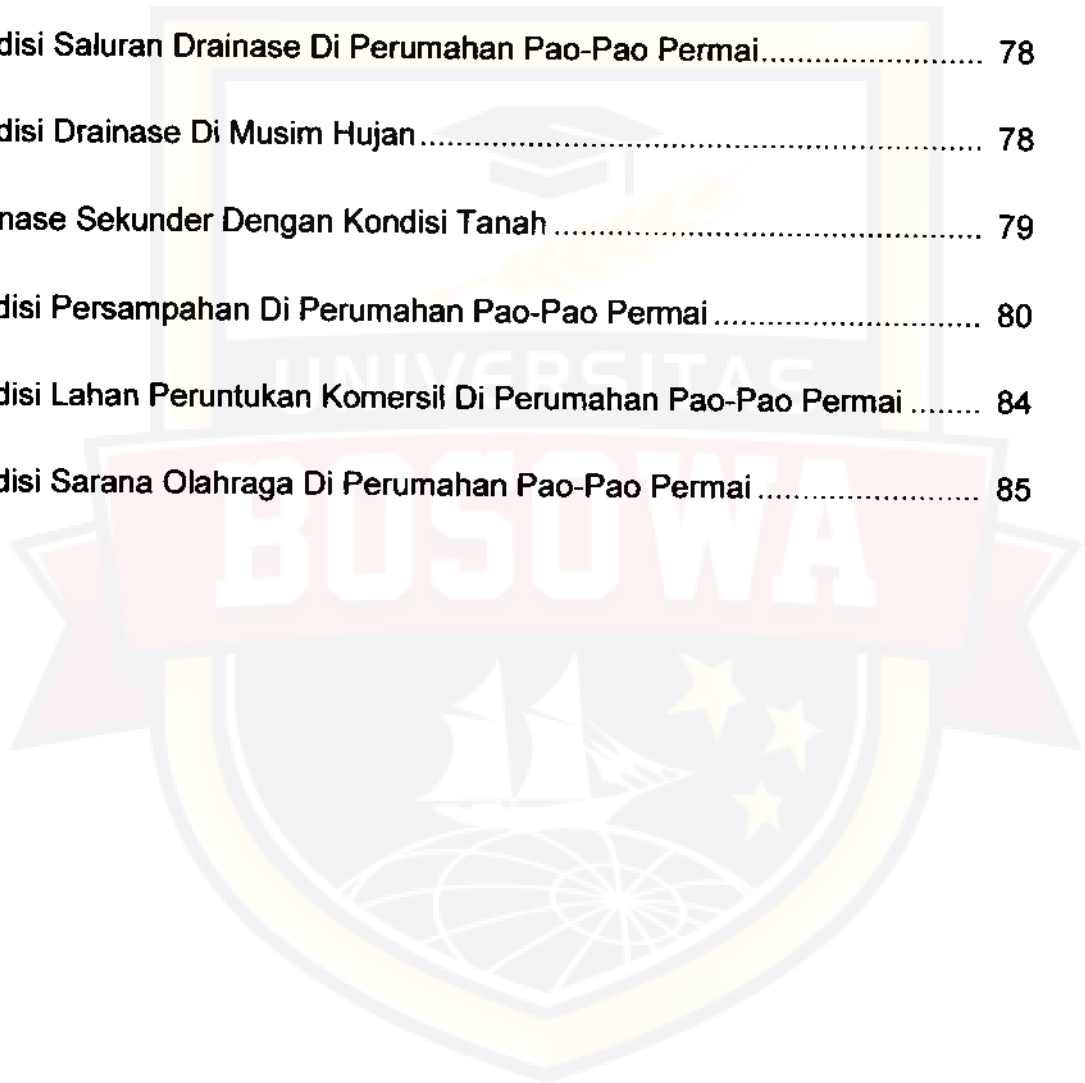 disi Saluran Drainase Di Perumahan Pao-Pao Permai........................ 78
disi Drainase Di Musim Hujan............................................................. 78
nase Sekunder Dengan Kondisi Tanah.............................................. 79
disi Persampahan Di Perumahan Pao-Pao Permai............................. 80
UNIVERSITAS
disi Lahan Peruntukan Komersil Di Perumahan Pao-Pao Permai........ 84
BOSOWA
disi Sarana Olahraga Di Perumahan Pao-Pao Permai........................ 85